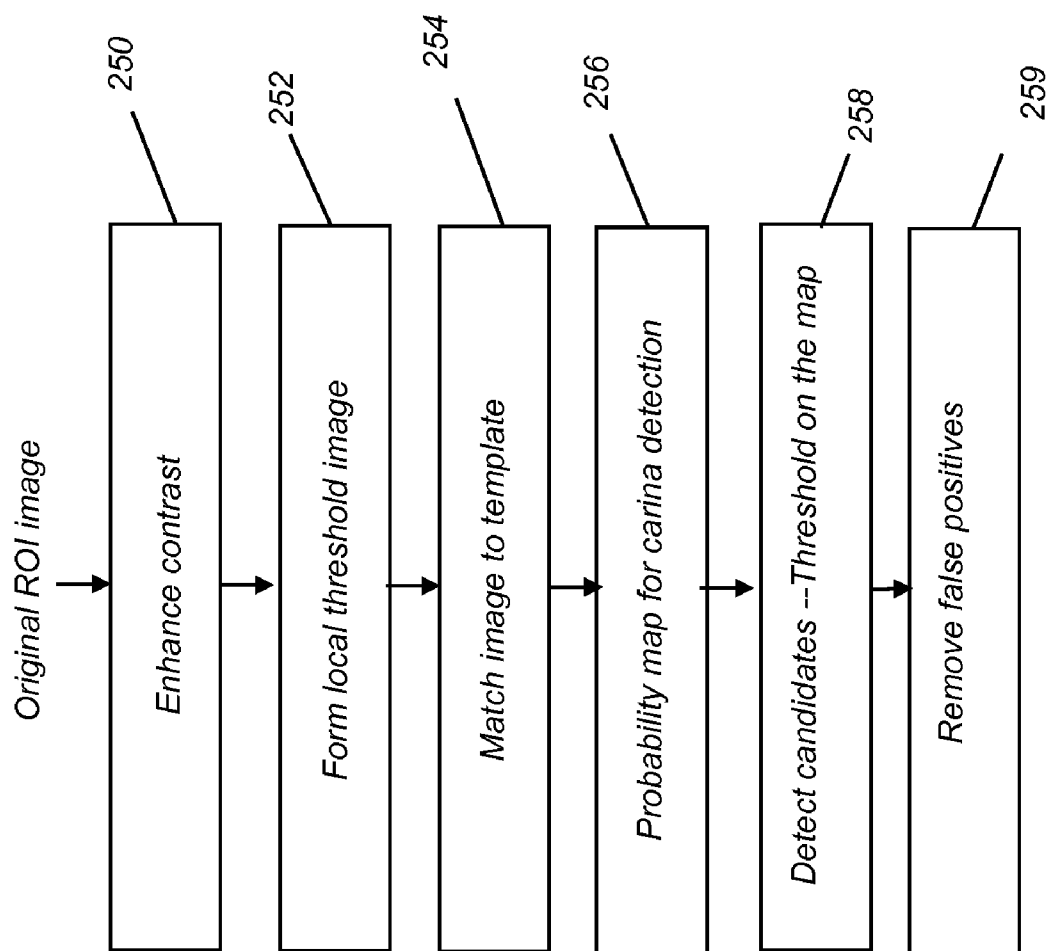 Original ROI image
Enhance contrast
250
Form local threshold image
252
Match image to template
254
Probability map for carina detection
256
Detect candidates --Threshold on the map
258
Remove false positives
259